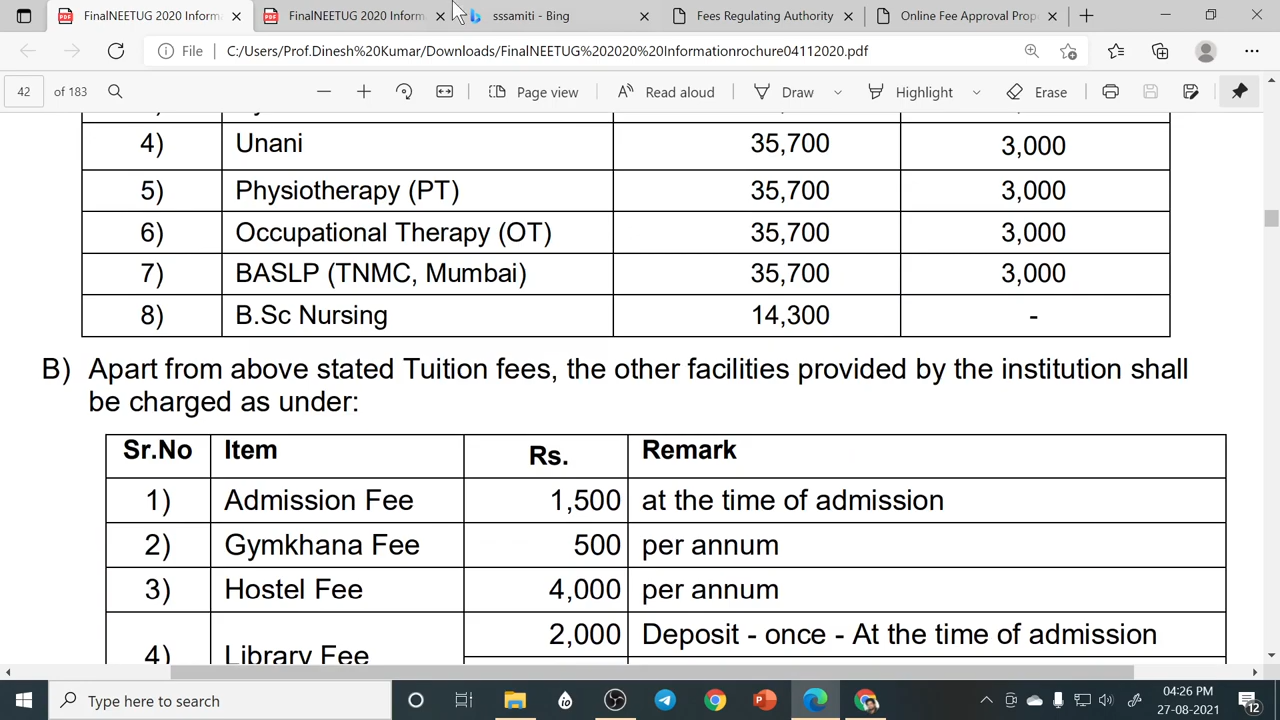 FinalNEETUG 2020 Inform
FinalNEETUG 2020 Inform
sssamiti - Bing
Fees Regulating Authority
Online Fee Approval Prop
File
C:/Users/Prof.Dinesh%20Kumar/Downloads/FinalNEETUG%202020%20Informationrochure04112020.pdf
42 of 183
Page view
Read aloud
Draw
Highlight
Erase
4) Unani 35,700 3,000
5) Physiotherapy (PT) 35,700 3,000
6) Occupational Therapy (OT) 35,700 3,000
7) BASLP (TNMC, Mumbai) 35,700 3,000
8) B.Sc Nursing 14,300 -
B) Apart from above stated Tuition fees, the other facilities provided by the institution shall
be charged as under:
Sr.No Item Rs. Remark
1) Admission Fee 1,500 at the time of admission
2) Gymkhana Fee 500 per annum
3) Hostel Fee 4,000 per annum
2,000 Deposit - once - At the time of admission
4) Library Fee
Type here to search
04:26 PM
27-08-2021
12